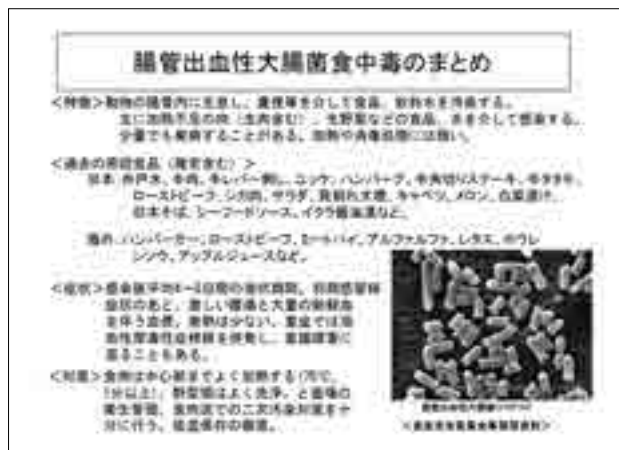 腸管出血性大腸菌食中毒のまとめ
<特徴>動物の腸管内に生息し、糞便等を介して食品、飲料水を汚染する。
主に加熱不足の肉(生肉含む)、生野菜などの食品、水を介して感染する。
少量でも発病することがある。加熱や消毒処理には弱い。
<過去の原因食品(推定含む)>
日本:井戸水、牛肉、牛レバー刺し、ユッケ、ハンバーグ、牛角切りステーキ、牛タタキ、
ローストビーフ、シカ肉、サラダ、貝割れ大根、キャベツ、メロン、白菜漬け、
日本そば、シーフードソース、イクラ醤油漬など。
海外:ハンバーガー、ローストビーフ、ミートパイ、アルファルファ、レタス、ホウレ
ンソウ、アップルジュースなど。
<症状>感染後平均4~8日間の潜伏期間。初期感冒様
症状のあと、激しい腹痛と大量の新鮮血
を伴う血便。発熱は少ない。重症では溶
血性尿毒性症候群を併発し、意識障害に
至ることもある。
<対策>食肉は中心部までよく加熱する(75℃、
1分以上)。野菜類はよく洗浄。と畜場の
衛生管理、食肉店での二次汚染対策を十
分に行う。低温保存の徹底。